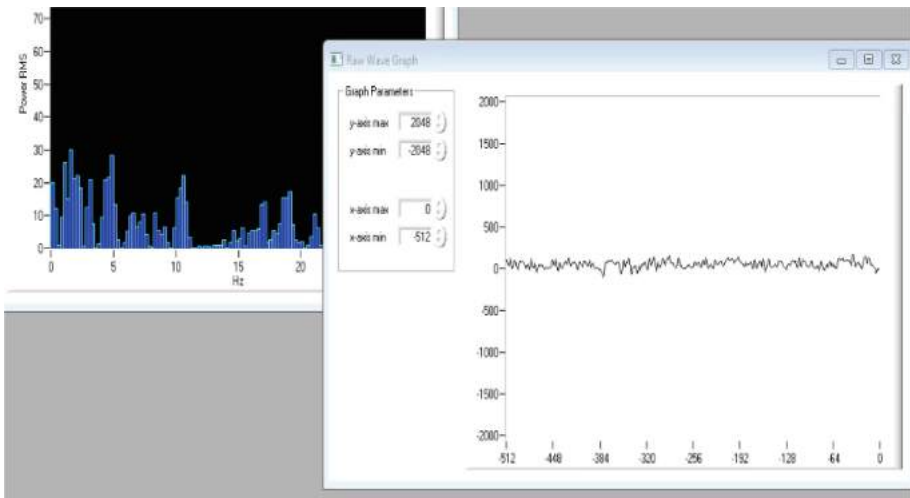 70
60
50
40
30
20
10
0
Power RMS
0 5 10 15 20
Hz
Raw Wave Graph
Graph Parameters
y-axis max 2048
y-axis min -2048
x-axis max 0
x-axis min -512
2000
1500
1000
500
0
-500
-1000
-1500
-2000
-512 -448 -384 -320 -256 -192 -128 -64 0